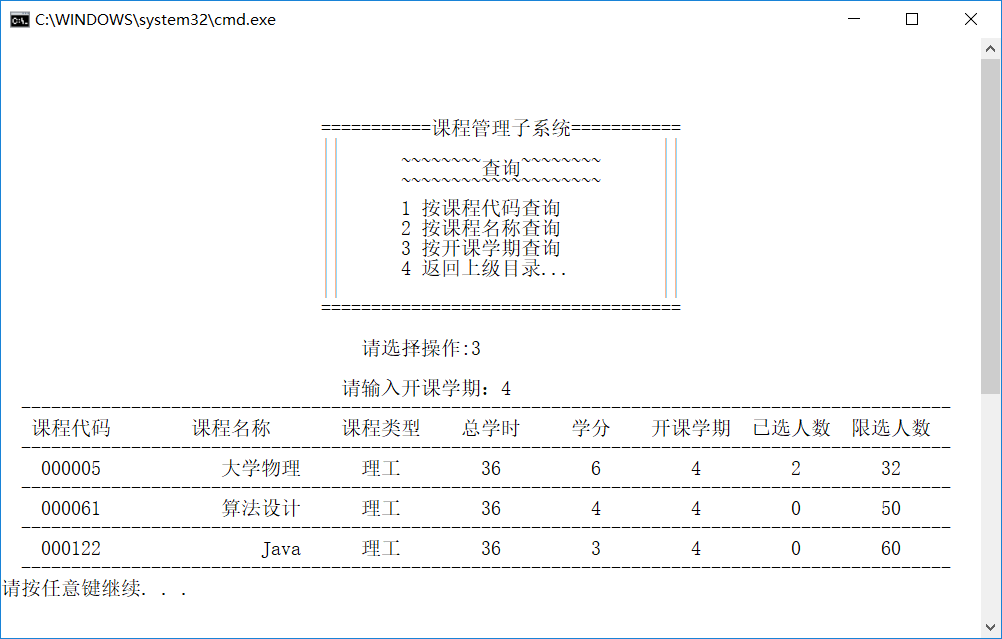 C:\WINDOWS\system32\cmd.exe
===========课程管理子系统===========
~~~~~~~~查询~~~~~~~~
~~~~~~~~~~~~~~~~~~~~
1 按课程代码查询
2 按课程名称查询
3 按开课学期查询
4 返回上级目录...
====================================
请选择操作:3
请输入开课学期：4
课程代码 课程名称 课程类型 总学时 学分 开课学期 已选人数 限选人数
000005 大学物理 理工 36 6 4 2 32
000061 算法设计 理工 36 4 4 0 50
000122 Java 理工 36 3 4 0 60
请按任意键继续. . .